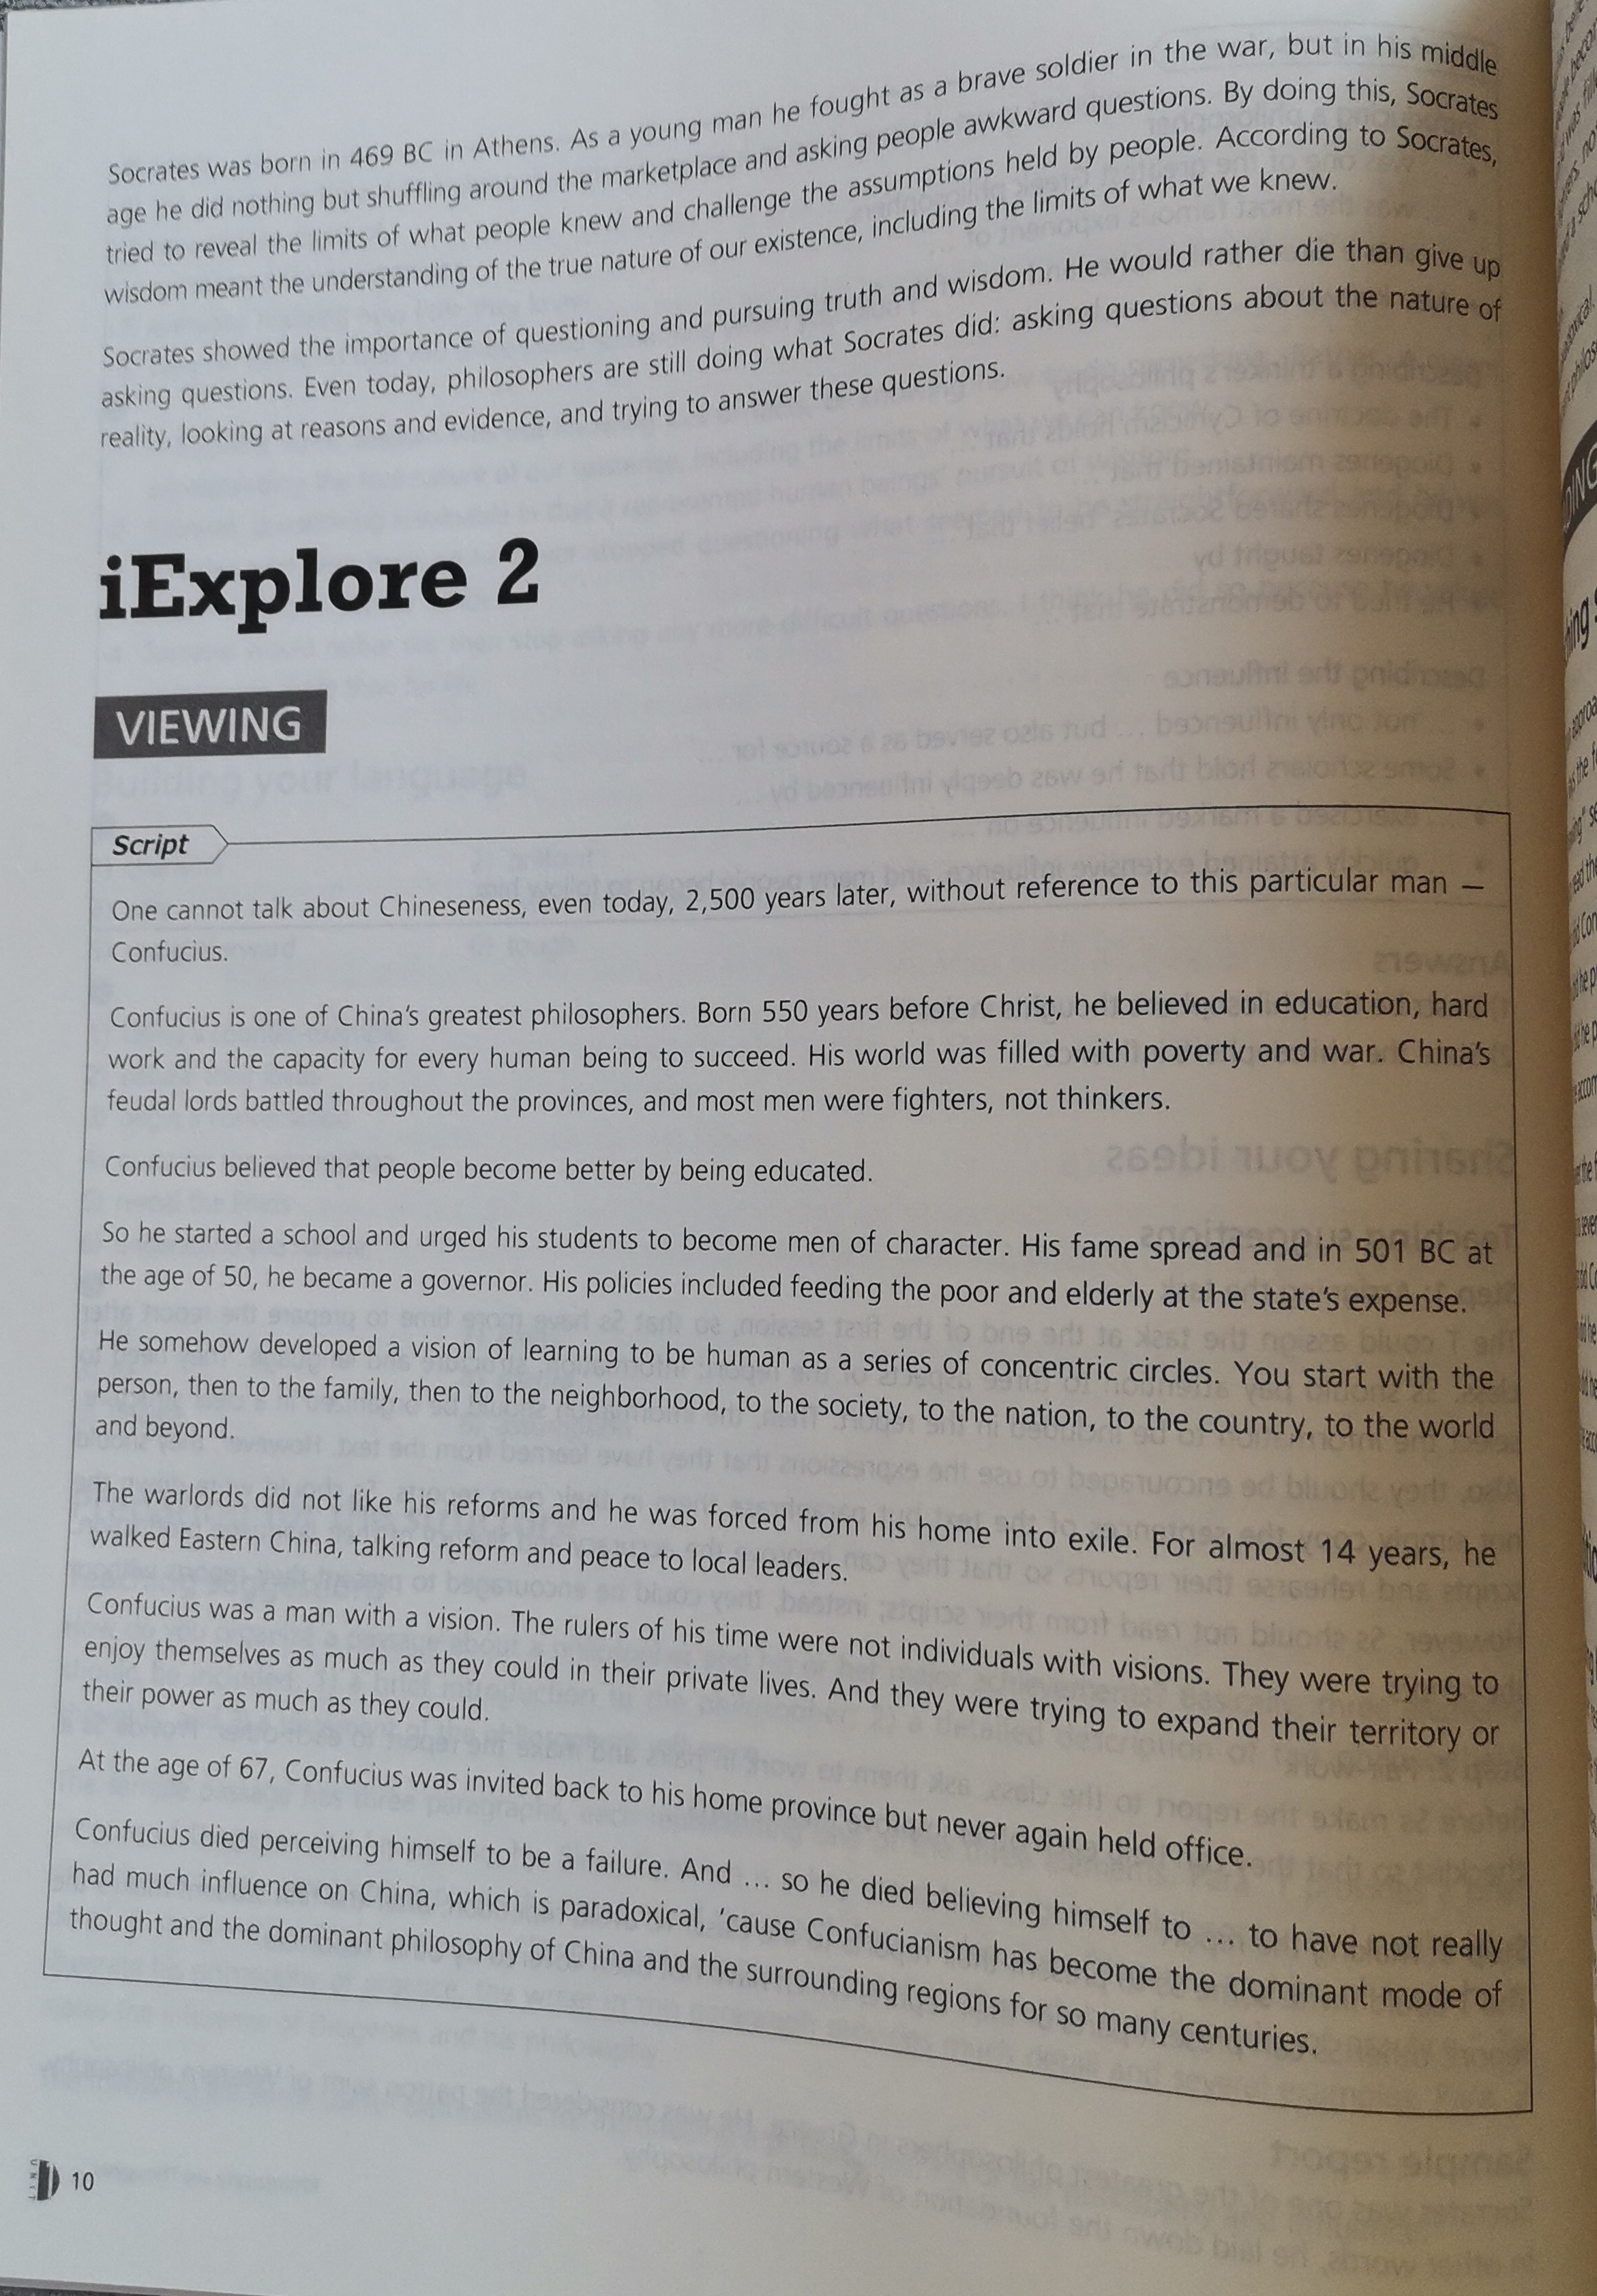 Socrates was born in 469 BC in Athens. As a young man he fought as a brave soldier in the war, but in his middle
age he did nothing but shuffling around the marketplace and asking people awkward questions. By doing this, Socrates
tried to reveal the limits of what people knew and challenge the assumptions held by people. According to Socrates,
wisdom meant the understanding of the true nature of our existence, including the limits of what we knew.
Socrates showed the importance of questioning and pursuing truth and wisdom. He would rather die than give up
asking questions. Even today, philosophers are still doing what Socrates did: asking questions about the nature of
reality, looking at reasons and evidence, and trying to answer these questions.
iExplore 2
VIEWING
Script
One cannot talk about Chineseness, even today, 2,500 years later, without reference to this particular man —
Confucius.
Confucius is one of China's greatest philosophers. Born 550 years before Christ, he believed in education, hard
work and the capacity for every human being to succeed. His world was filled with poverty and war. China's
feudal lords battled throughout the provinces, and most men were fighters, not thinkers.
Confucius believed that people become better by being educated.
So he started a school and urged his students to become men of character. His fame spread and in 501 BC at
the age of 50, he became a governor. His policies included feeding the poor and elderly at the state's expense.
He somehow developed a vision of learning to be human as a series of concentric circles. You start with the
person, then to the family, then to the neighborhood, to the society, to the nation, to the country, to the world
and beyond.
The warlords did not like his reforms and he was forced from his home into exile. For almost 14 years, he
walked Eastern China, talking reform and peace to local leaders.
Confucius was a man with a vision. The rulers of his time were not individuals with visions. They were trying to
enjoy themselves as much as they could in their private lives. And they were trying to expand their territory or
their power as much as they could.
At the age of 67, Confucius was invited back to his home province but never again held office.
Confucius died perceiving himself to be a failure. And ... so he died believing himself to ... to have not really
had much influence on China, which is paradoxical, 'cause Confucianism has become the dominant mode of
thought and the dominant philosophy of China and the surrounding regions for so many centuries.
UNIT 1 10